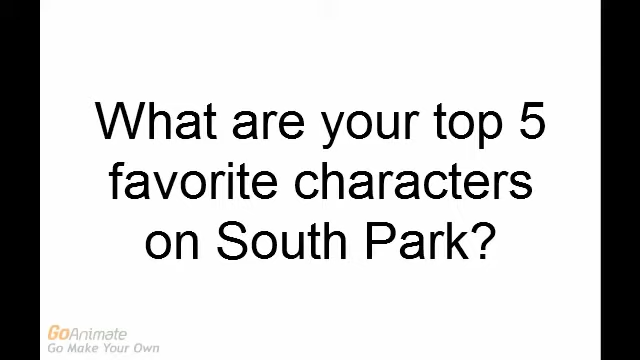 What are your top 5
favorite characters
on South Park?
GoAnimate
Go Make Your Own